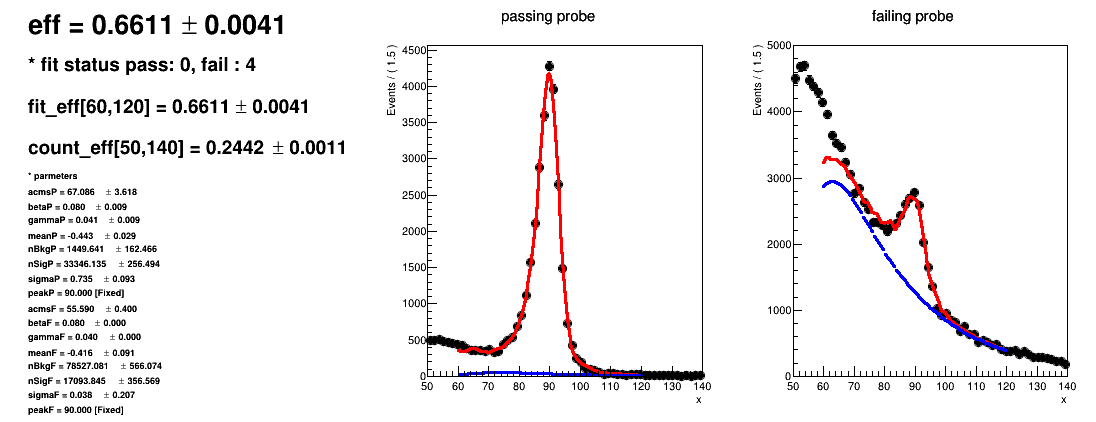 eff = 0.6611 ± 0.0041
* fit status pass: 0, fail : 4
fit_eff[60,120] = 0.6611 ± 0.0041
count_eff[50,140] = 0.2442 ± 0.0011
* parmeters
acmsP = 67.086 ± 3.618
betaP = 0.080 ± 0.009
gammaP = 0.041 ± 0.009
meanP = -0.443 ± 0.029
nBkgP = 1449.641 ± 162.466
nSigP = 33346.135 ± 256.494
sigmaP = 0.735 ± 0.093
peakP = 90.000 [Fixed]
acmsF = 55.590 ± 0.400
betaF = 0.080 ± 0.000
gammaF = 0.040 ± 0.000
meanF = -0.416 ± 0.091
nBkgF = 78527.081 ± 566.074
nSigF = 17093.845 ± 356.569
sigmaF = 0.038 ± 0.207
peakF = 90.000 [Fixed]
passing probe
Events / ( 1.5 )
4500
4000
3500
3000
2500
2000
1500
1000
500
0
50 60 70 80 90 100 110 120 130 140
x
failing probe
Events / ( 1.5 )
5000
4000
3000
2000
1000
0
50 60 70 80 90 100 110 120 130 140
x